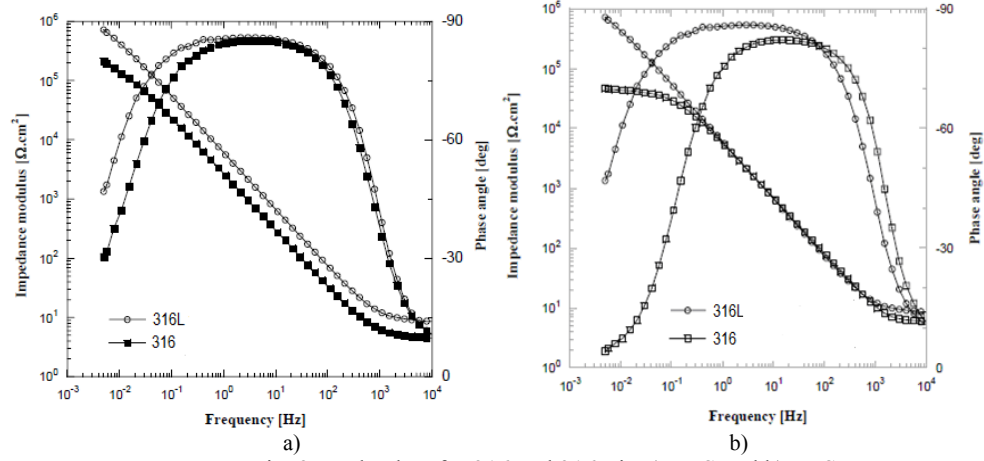 10⁶
10⁵
10⁴
10³
10²
10¹
10⁰
Impedance modulus [Ω.cm²]
-90
-60
-30
0
Phase angle [deg]
316L
316
10⁻³ 10⁻² 10⁻¹ 10⁰ 10¹ 10² 10³ 10⁴
Frequency [Hz]
a)
10⁶
10⁵
10⁴
10³
10²
10¹
10⁰
Impedance modulus [Ω.cm²]
-90
-60
-30
0
Phase angle [deg]
316L
316
10⁻³ 10⁻² 10⁻¹ 10⁰ 10¹ 10² 10³ 10⁴
Frequency [Hz]
b)